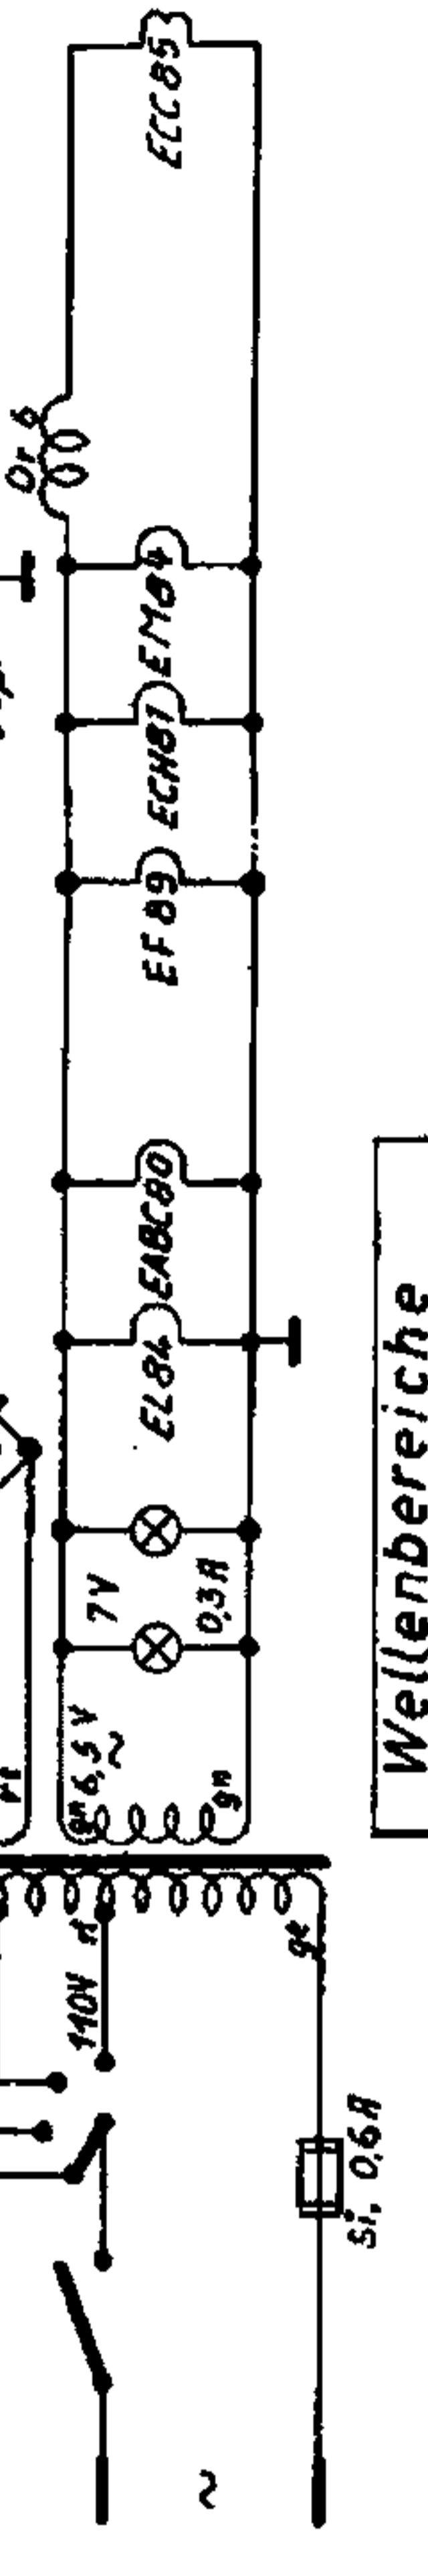 ECC85
Dr 6
EM84
ECH81
EF89
EABC80
EL84
7V
0,3A
gn 6,5V
~
gn
rt
110V rt
ge
Si, 0,6A
~
Wellenbereiche